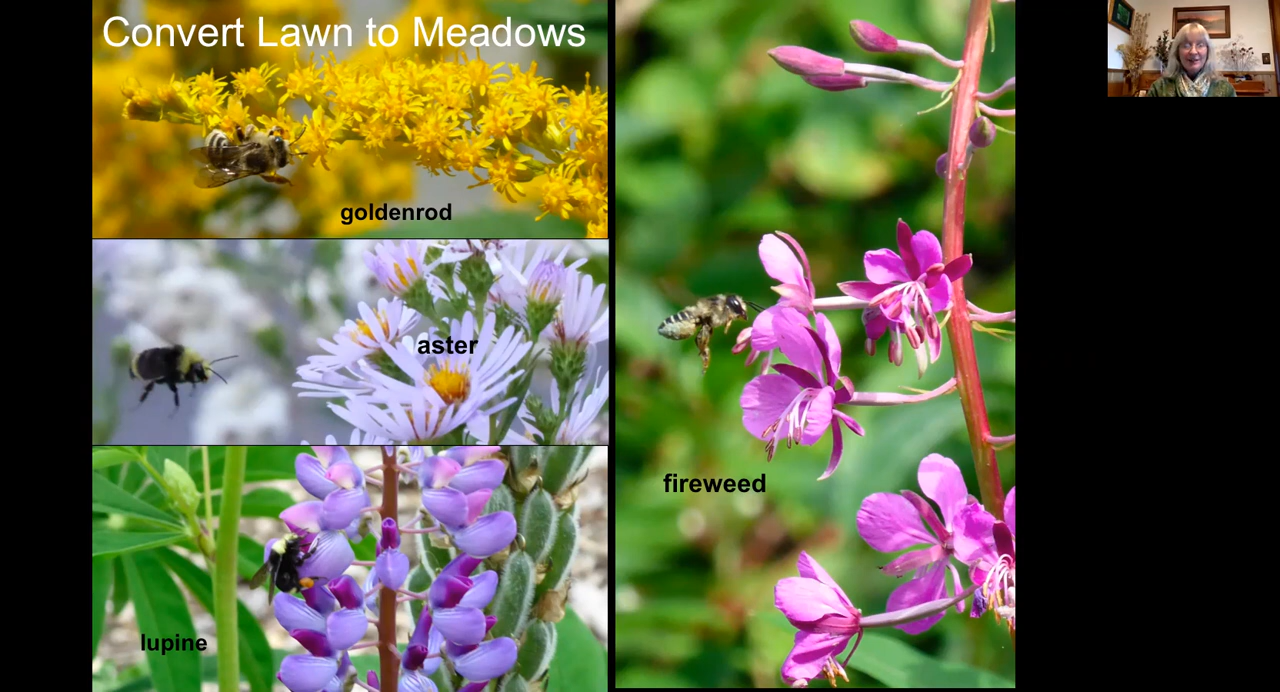 Convert Lawn to Meadows
goldenrod
aster
lupine
fireweed